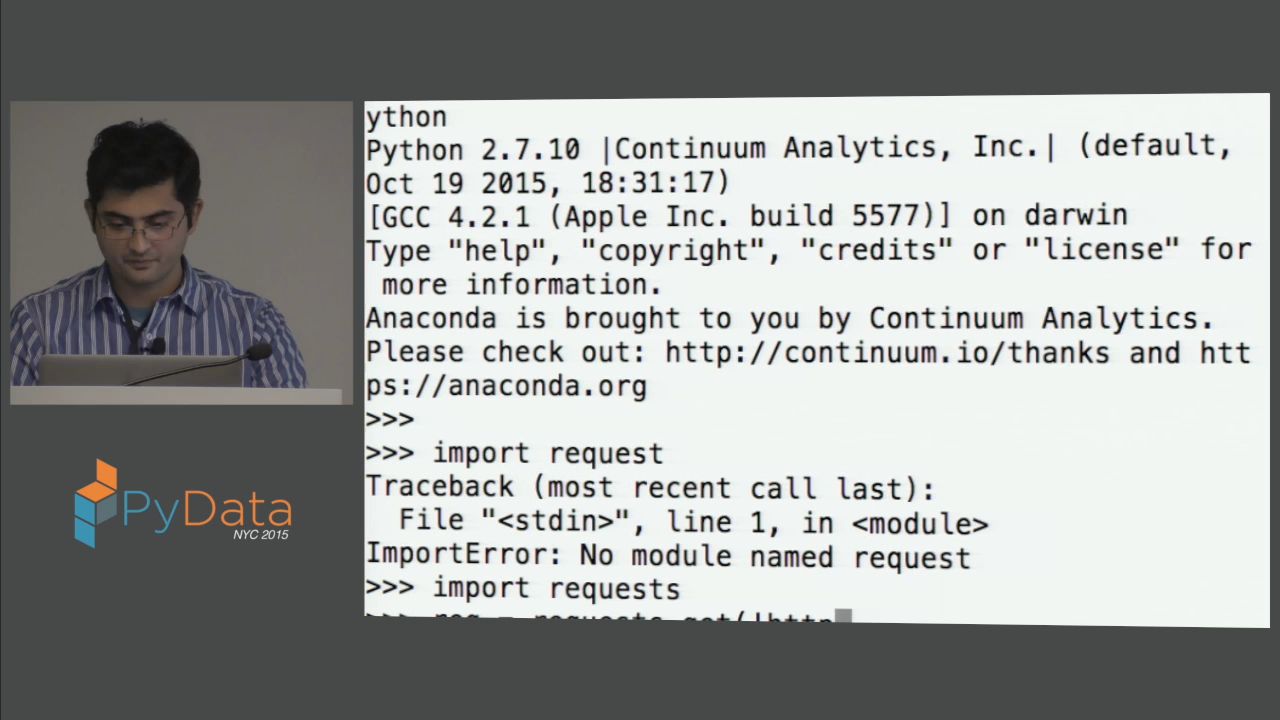 ython
Python 2.7.10 |Continuum Analytics, Inc.| (default,
Oct 19 2015, 18:31:17)
[GCC 4.2.1 (Apple Inc. build 5577)] on darwin
Type "help", "copyright", "credits" or "license" for
more information.
Anaconda is brought to you by Continuum Analytics.
Please check out: http://continuum.io/thanks and htt
ps://anaconda.org
>>>
>>> import request
Traceback (most recent call last):
File "<stdin>", line 1, in <module>
ImportError: No module named request
>>> import requests
>>> req = requests.get('http
PyData
NYC 2015